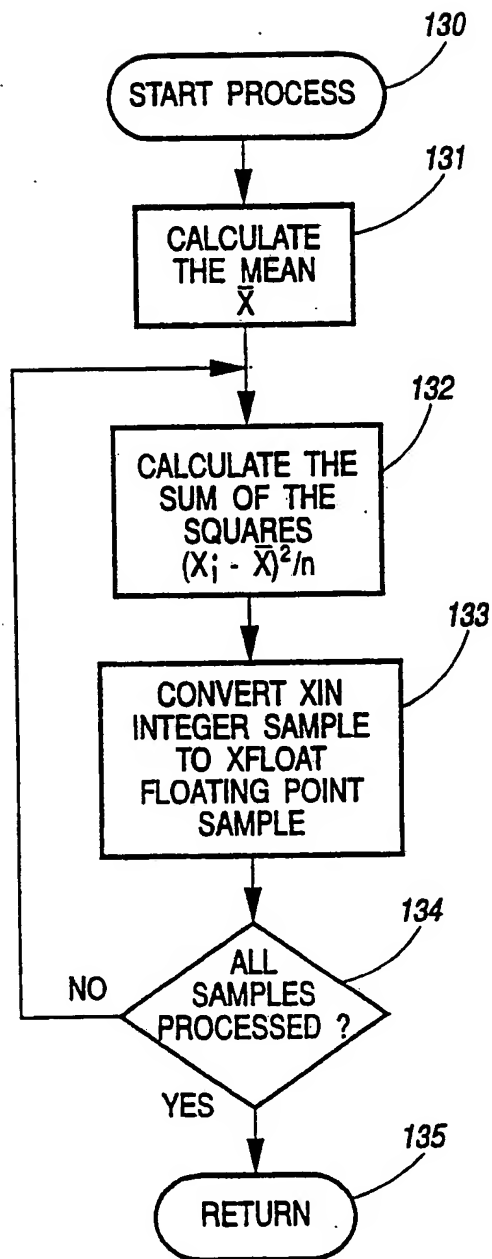 130
START PROCESS
131
CALCULATE
THE MEAN
X̄
132
CALCULATE THE
SUM OF THE
SQUARES
(Xi - X̄)²/n
133
CONVERT XIN
INTEGER SAMPLE
TO XFLOAT
FLOATING POINT
SAMPLE
134
ALL
SAMPLES
PROCESSED ?
NO
YES
135
RETURN